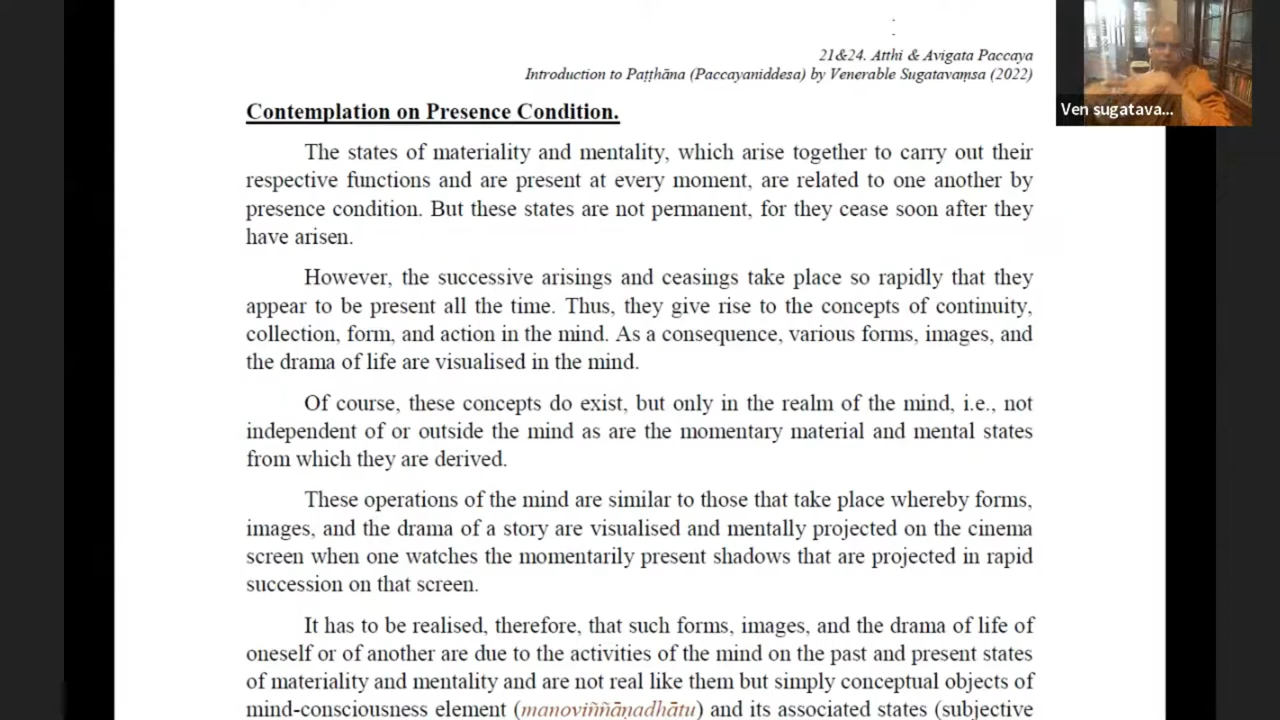 21&24. Atthi & Avigata Paccaya
Introduction to Paṭṭhāna (Paccayaniddesa) by Venerable Sugatavaṃsa (2022)
Ven sugatava...
Contemplation on Presence Condition.
The states of materiality and mentality, which arise together to carry out their
respective functions and are present at every moment, are related to one another by
presence condition. But these states are not permanent, for they cease soon after they
have arisen.
However, the successive arisings and ceasings take place so rapidly that they
appear to be present all the time. Thus, they give rise to the concepts of continuity,
collection, form, and action in the mind. As a consequence, various forms, images, and
the drama of life are visualised in the mind.
Of course, these concepts do exist, but only in the realm of the mind, i.e., not
independent of or outside the mind as are the momentary material and mental states
from which they are derived.
These operations of the mind are similar to those that take place whereby forms,
images, and the drama of a story are visualised and mentally projected on the cinema
screen when one watches the momentarily present shadows that are projected in rapid
succession on that screen.
It has to be realised, therefore, that such forms, images, and the drama of life of
oneself or of another are due to the activities of the mind on the past and present states
of materiality and mentality and are not real like them but simply conceptual objects of
mind-consciousness element (manoviññāṇadhātu) and its associated states (subjective